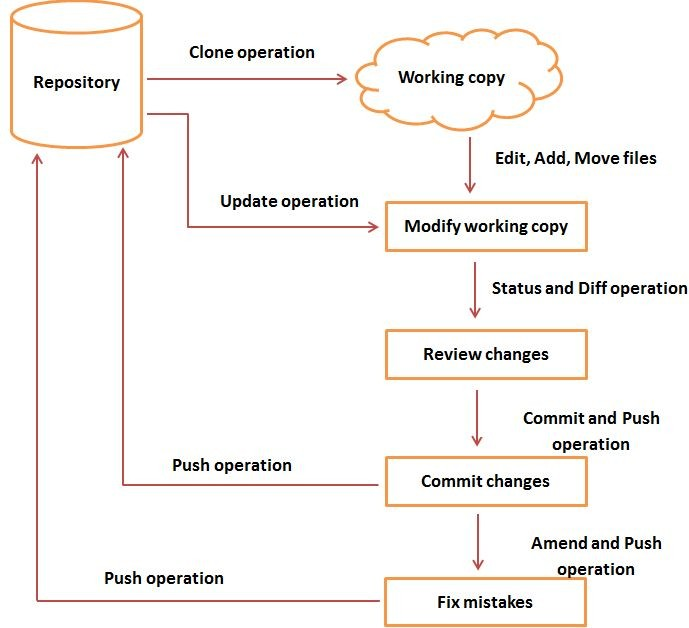 Clone operation
Repository
Working copy
Edit, Add, Move files
Update operation
Modify working copy
Status and Diff operation
Review changes
Commit and Push
operation
Push operation
Commit changes
Amend and Push
operation
Push operation
Fix mistakes